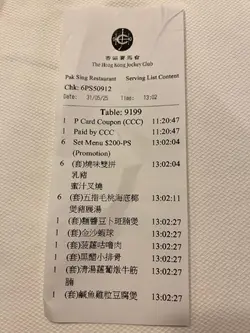 香港賽馬會
The Hong Kong Jockey Club
Pak Sing Restaurant Serving List Content
Chk: 6PS50912
Date: 31/05/25 Time: 13:02
Table: 9199
1 P Card Coupon (CCC) 11:20:47
1 Paid by CCC 11:20:47
6 Set Menu $200-PS 13:02:04
(Promotion)
6 (套)燒味雙拼 13:02:04
乳豬
蜜汁叉燒
6 (套)五指毛桃海底椰 13:02:11
煲豬𦟌湯
1 (套)麵醬豆卜斑腩煲 13:02:27
1 (套)金沙蝦球 13:02:27
1 (套)菠蘿咕嚕肉 13:02:27
1 (套)黑醋小排骨 13:02:27
1 (套)清湯蘿蔔燉牛筋 13:02:27
腩
1 (套)鹹魚雞粒豆腐煲 13:02:27